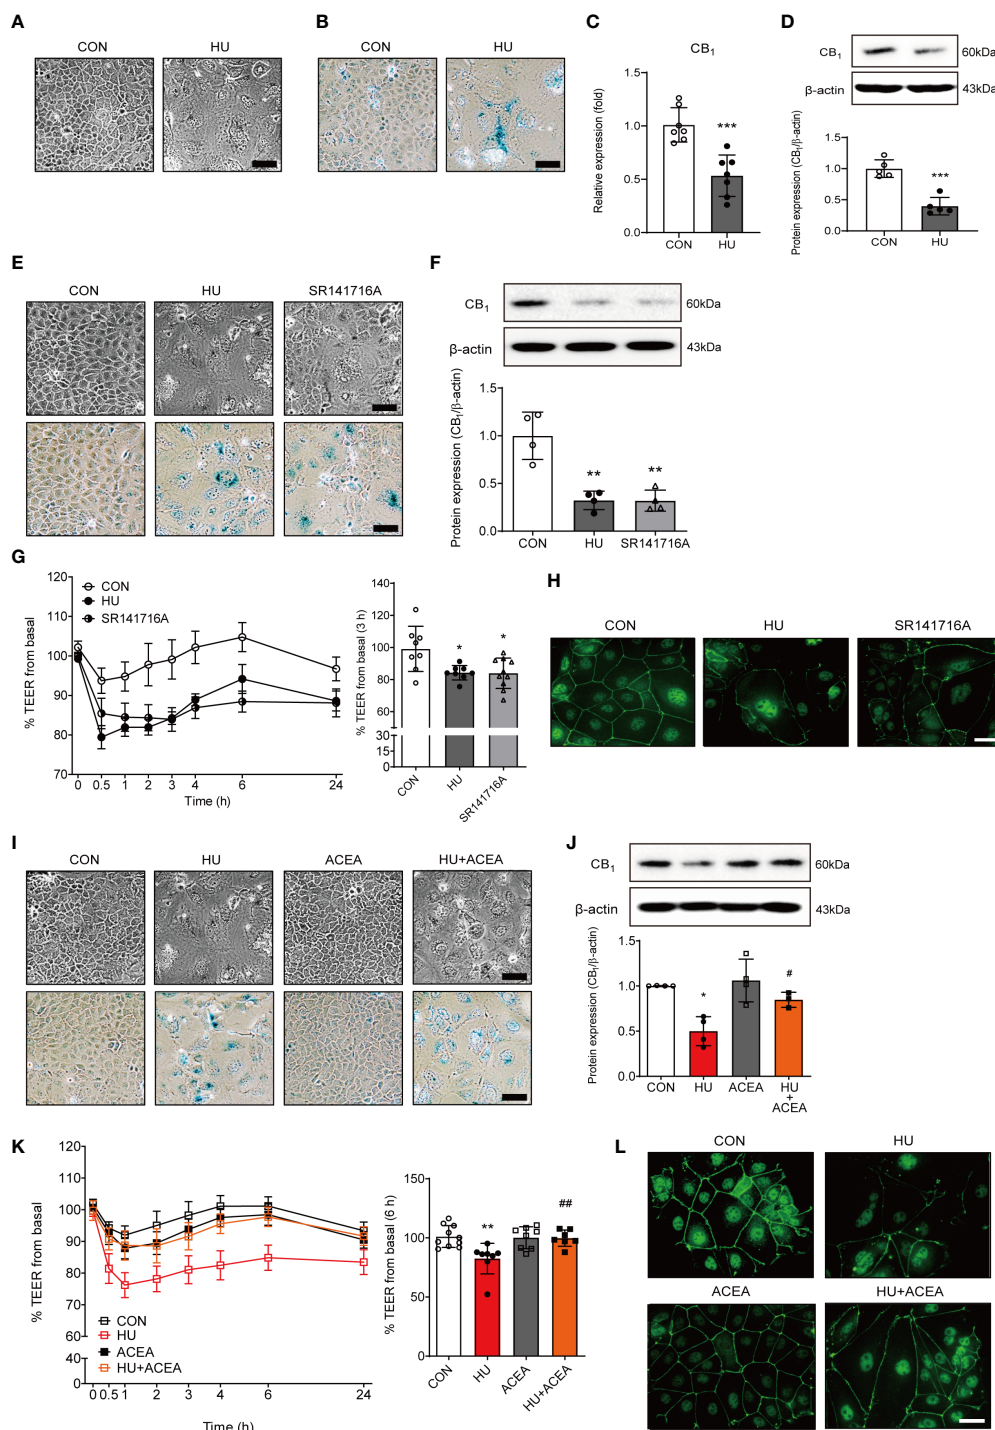 A
CON HU
B
CON HU
C
CB1
Relative expression (fold)
1.5
1.0
0.5
0.0
***
CON HU
D
CB1 60kDa
β-actin 43kDa
Protein expression (CB1/β-actin)
1.5
1.0
0.5
0.0
***
CON HU
E
CON HU SR141716A
F
CB1 60kDa
β-actin 43kDa
Protein expression (CB1/β-actin)
1.5
1.0
0.5
0.0
** **
CON HU SR141716A
G
% TEER from basal
120
110
100
90
80
70
CON
HU
SR141716A
0 0.5 1 2 3 4 6 24
Time (h)
% TEER from basal (3 h)
140
120
100
80
60
30
15
0
* *
CON HU SR141716A
H
CON HU SR141716A
I
CON HU ACEA HU+ACEA
J
CB1 60kDa
β-actin 43kDa
Protein expression (CB1/β-actin)
1.5
1.0
0.5
0.0
* #
CON HU ACEA HU
+
ACEA
K
% TEER from basal
120
100
90
80
70
60
40
0
CON
HU
ACEA
HU+ACEA
0 0.5 1 2 3 4 6 24
Time (h)
% TEER from basal (6 h)
150
100
50
0
** ##
CON HU ACEA HU+ACEA
L
CON HU
ACEA HU+ACEA